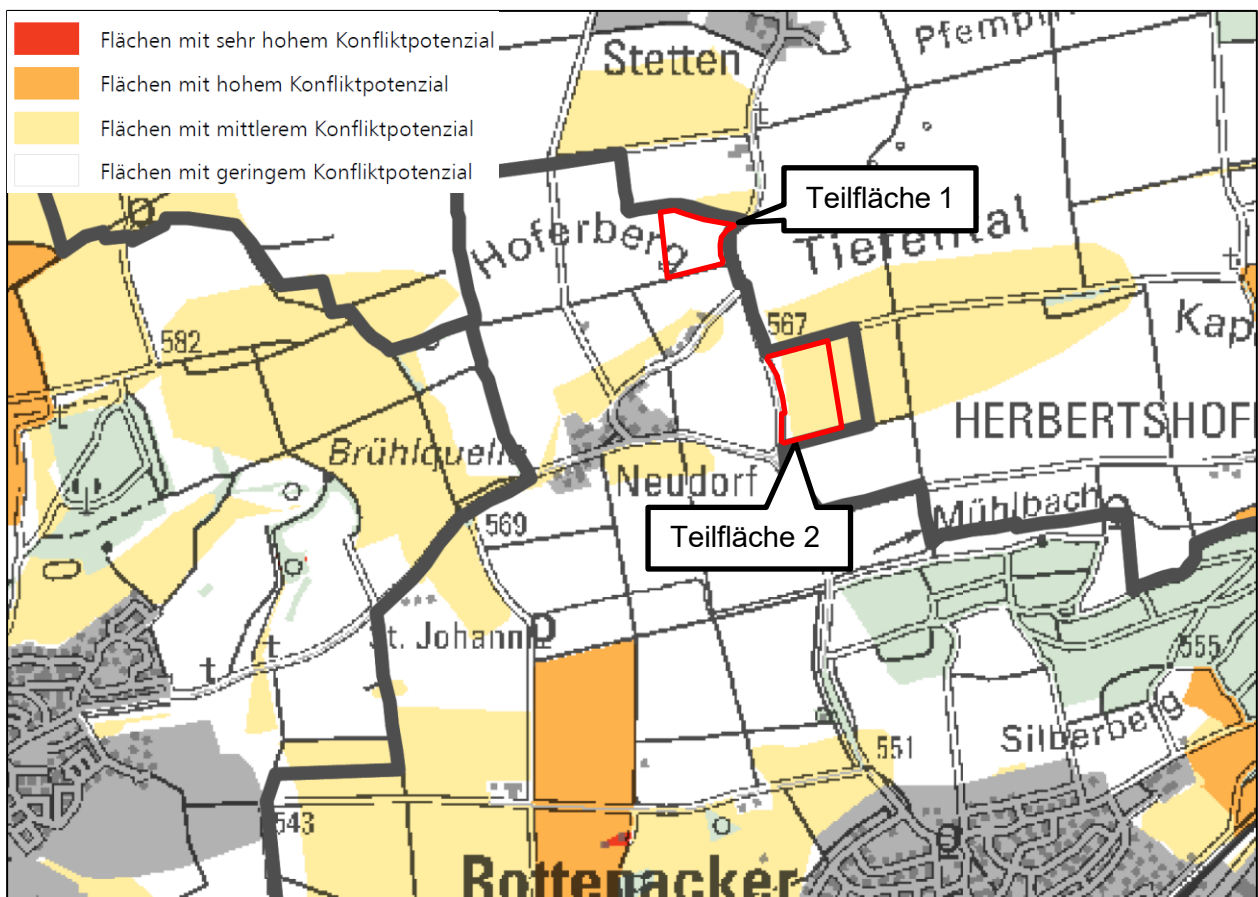 Flächen mit sehr hohem Konfliktpotenzial
Flächen mit hohem Konfliktpotenzial
Flächen mit mittlerem Konfliktpotenzial
Flächen mit geringem Konfliktpotenzial
Stetten
Teilfläche 1
Hoferberg
Tiefental
567
Kap
582
HERBERTSHOF
Brühlquelle
Neudorf
Mühlbach
569
Teilfläche 2
St. Johann
555
Silberberg
551
543
Rottenacker